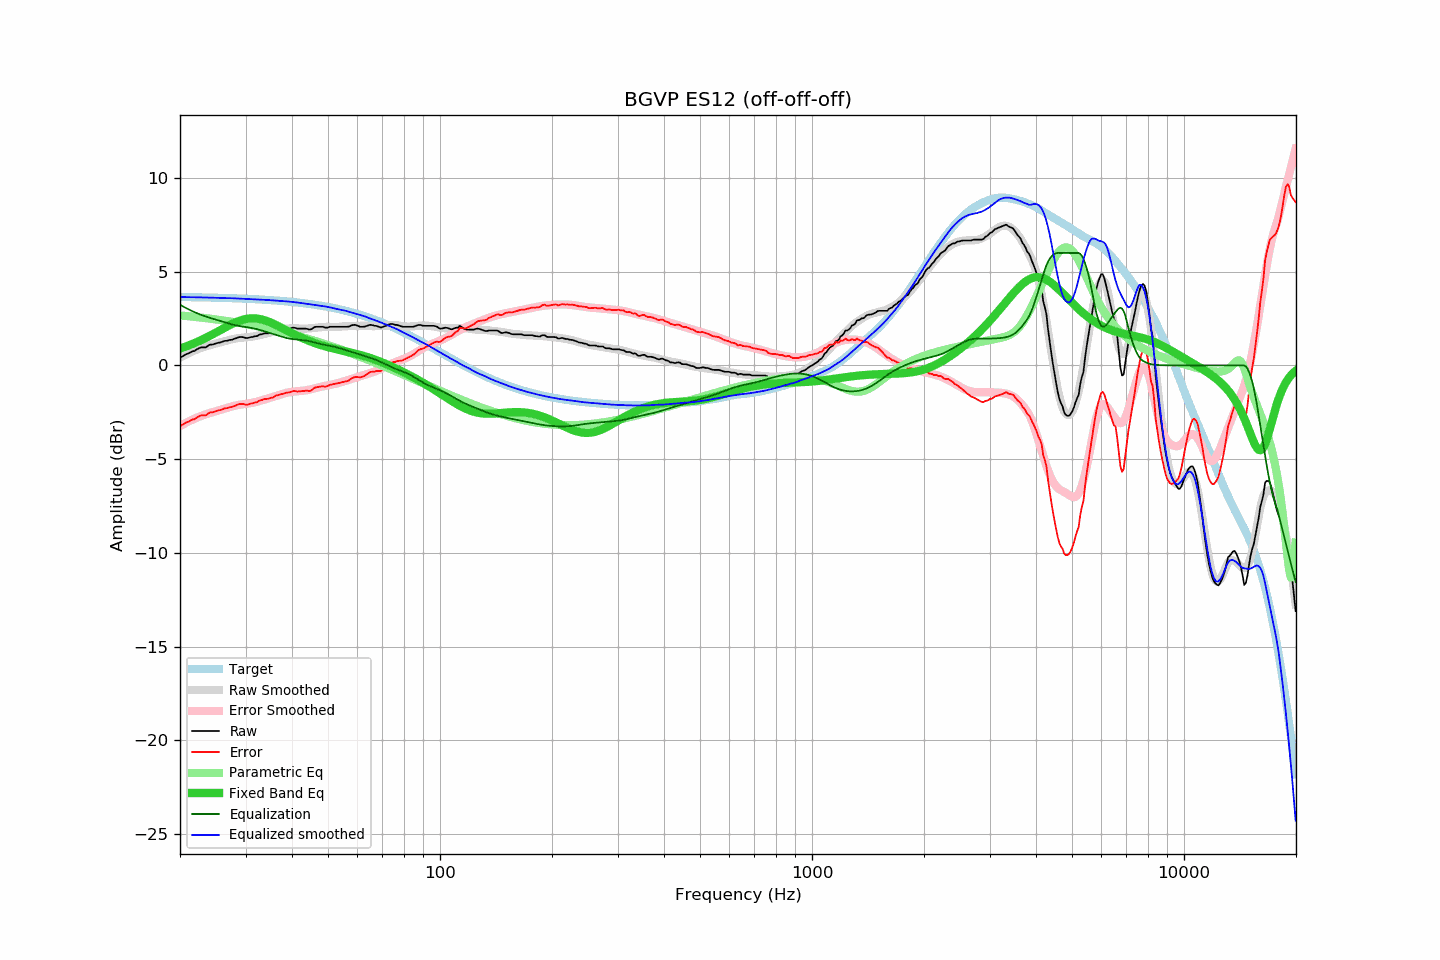 BGVP ES12 (off-off-off)
10
5
0
−5
−10
−15
−20
−25
Amplitude (dBr)
Target
Raw Smoothed
Error Smoothed
Raw
Error
Parametric Eq
Fixed Band Eq
Equalization
Equalized smoothed
100
1000
10000
Frequency (Hz)